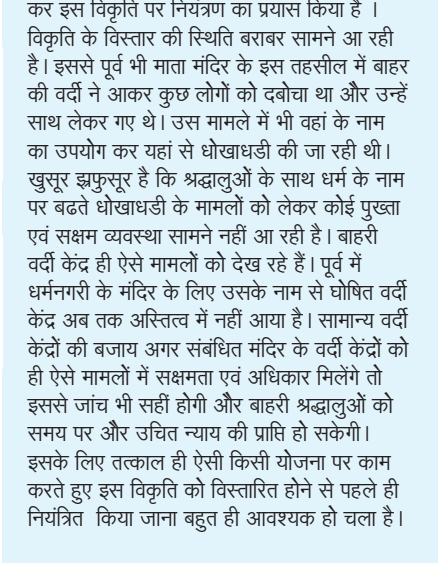 कर इस विकृति पर नियंत्रण का प्रयास किया है ।
विकृति के विस्तार की स्थिति बराबर सामने आ रही
है। इससे पूर्व भी माता मंदिर के इस तहसील में बाहर
की वर्दी ने आकर कुछ लोगों को दबोचा था और उन्हें
साथ लेकर गए थे। उस मामले में भी वहां के नाम
का उपयोग कर यहां से धोखाधडी की जा रही थी।
खुसूर झ्रफुसूर है कि श्रद्घालुओं के साथ धर्म के नाम
पर बढते धोखाधडी के मामलों को लेकर कोई पुख्ता
एवं सक्षम व्यवस्था सामने नहीं आ रही है। बाहरी
वर्दी केंद्र ही ऐसे मामलों को देख रहे हैं। पूर्व में
धर्मनगरी के मंदिर के लिए उसके नाम से घोषित वर्दी
केंद्र अब तक अस्तित्व में नहीं आया है। सामान्य वर्दी
केंद्रों की बजाय अगर संबंधित मंदिर के वर्दी केंद्रों को
ही ऐसे मामलों में सक्षमता एवं अधिकार मिलेंगे तो
इससे जांच भी सहीं होगी और बाहरी श्रद्घालुओं को
समय पर और उचित न्याय की प्राप्ति हो सकेगी।
इसके लिए तत्काल ही ऐसी किसी योजना पर काम
करते हुए इस विकृति को विस्तारित होने से पहले ही
नियंत्रित  किया जाना बहुत ही आवश्यक हो चला है।